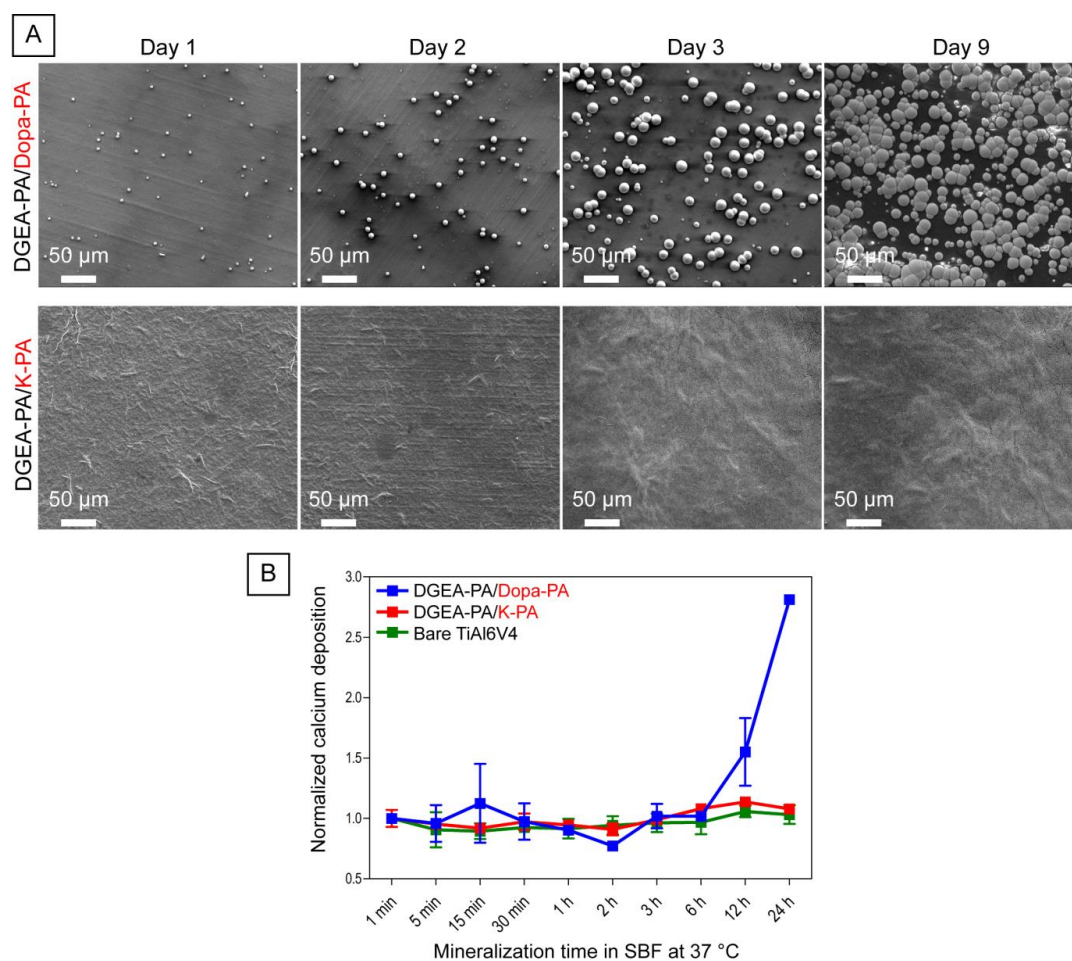 A
Day 1 Day 2 Day 3 Day 9
DGEA-PA/Dopa-PA
50 µm 50 µm 50 µm 50 µm
DGEA-PA/K-PA
50 µm 50 µm 50 µm 50 µm
B
DGEA-PA/Dopa-PA
DGEA-PA/K-PA
Bare TiAl6V4
Normalized calcium deposition
3.0
2.5
2.0
1.5
1.0
0.5
1 min 5 min 15 min 30 min 1 h 2 h 3 h 6 h 12 h 24 h
Mineralization time in SBF at 37 °C